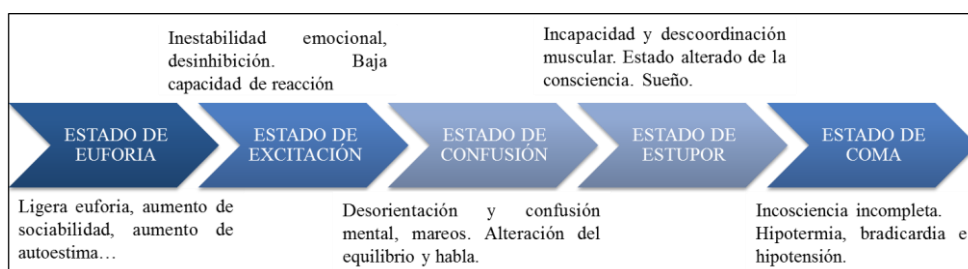 Inestabilidad emocional,
desinhibición. Baja
capacidad de reacción
Incapacidad y descoordinación
muscular. Estado alterado de la
consciencia. Sueño.
ESTADO DE
EUFORIA
ESTADO DE
EXCITACIÓN
ESTADO DE
CONFUSIÓN
ESTADO DE
ESTUPOR
ESTADO DE
COMA
Ligera euforia, aumento de
sociabilidad, aumento de
autoestima…
Desorientación y confusión
mental, mareos. Alteración del
equilibrio y habla.
Incosciencia incompleta.
Hipotermia, bradicardia e
hipotensión.